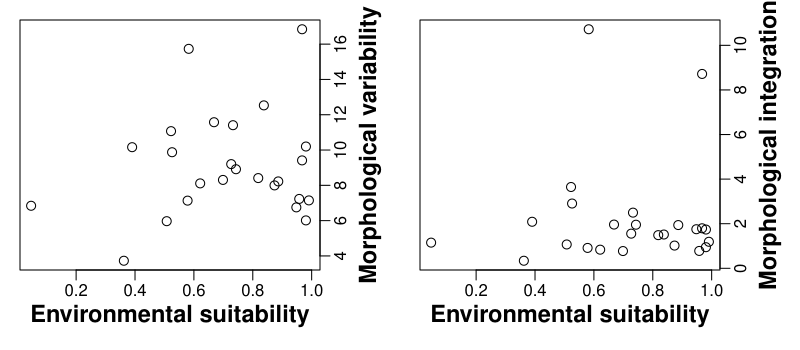 16
14
12
10
8
6
4
Morphological variability
0.2 0.4 0.6 0.8 1.0
Environmental suitability
10
8
6
4
2
0
Morphological integration
0.2 0.4 0.6 0.8 1.0
Environmental suitability